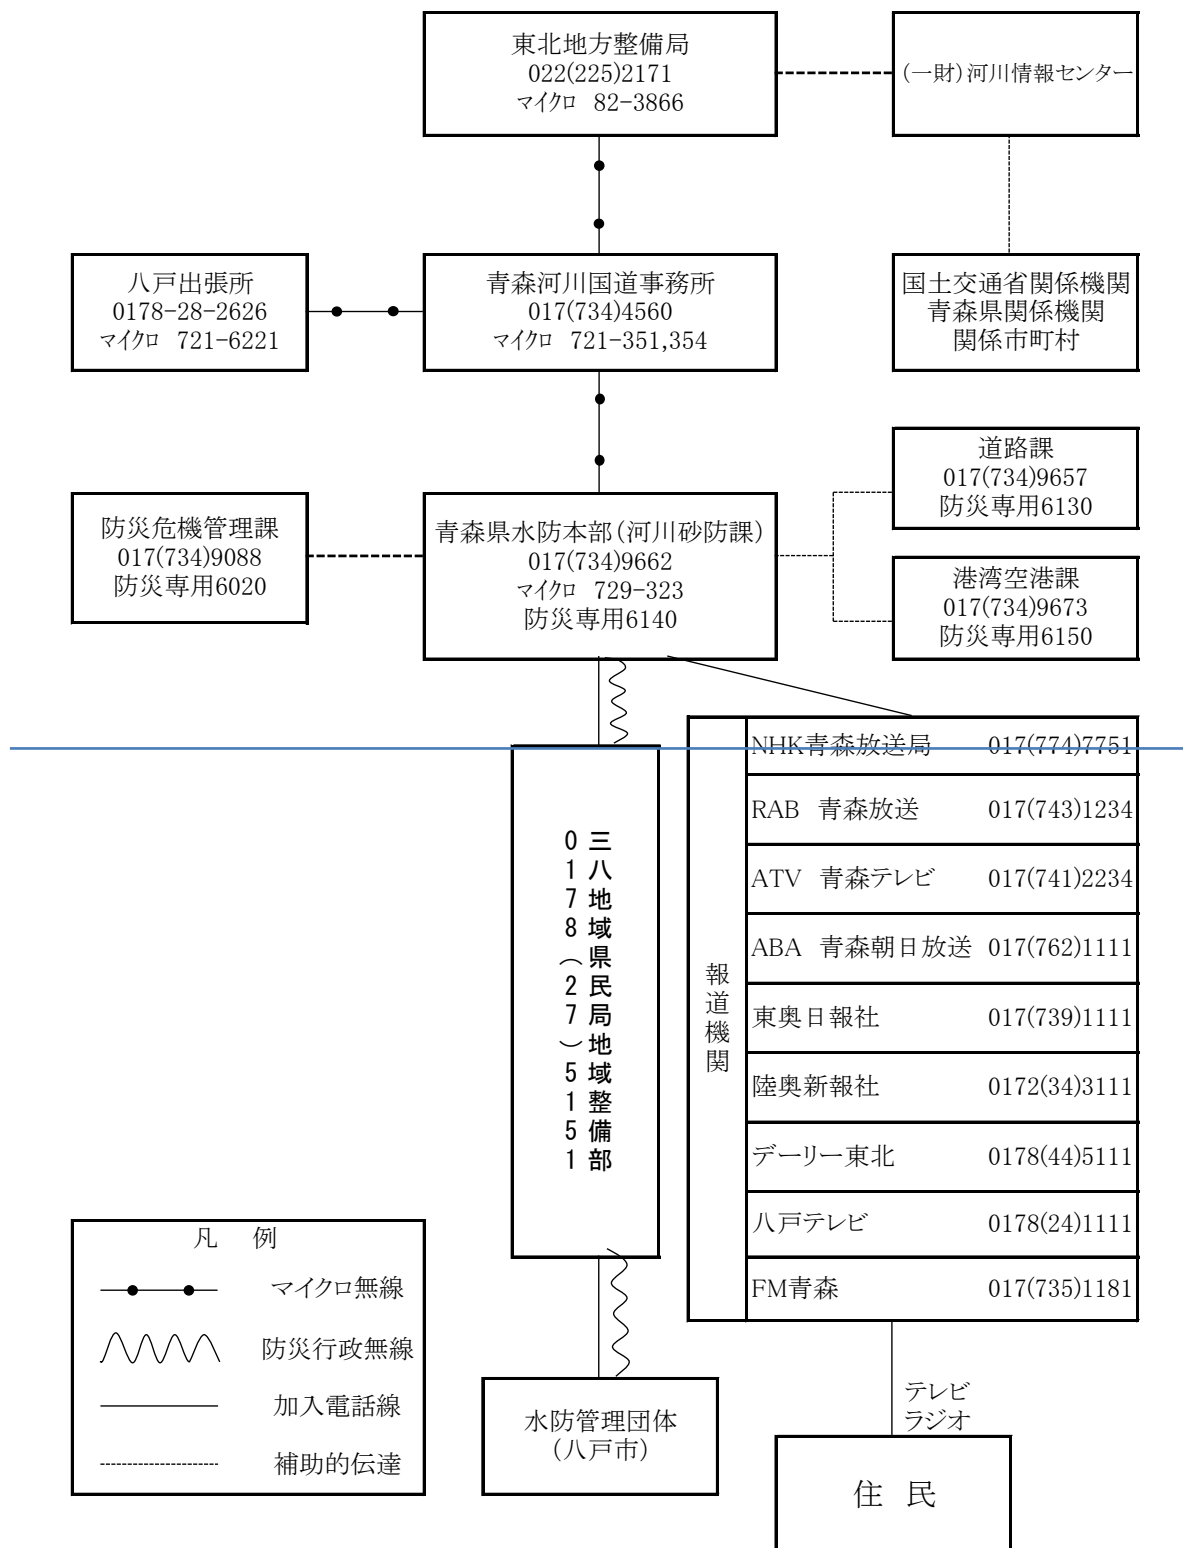 東北地方整備局
022(225)2171
マイクロ 82-3866
(一財)河川情報センター
八戸出張所
0178-28-2626
マイクロ 721-6221
青森河川国道事務所
017(734)4560
マイクロ 721-351,354
国土交通省関係機関
青森県関係機関
関係市町村
道路課
017(734)9657
防災専用6130
防災危機管理課
017(734)9088
防災専用6020
青森県水防本部(河川砂防課)
017(734)9662
マイクロ 729-323
防災専用6140
港湾空港課
017(734)9673
防災専用6150
三八地域県民局地域整備部
0178(27)5151
報道機関
NHK青森放送局 017(774)7751
RAB 青森放送 017(743)1234
ATV 青森テレビ 017(741)2234
ABA 青森朝日放送 017(762)1111
東奥日報社 017(739)1111
陸奥新報社 0172(34)3111
デーリー東北 0178(44)5111
八戸テレビ 0178(24)1111
FM青森 017(735)1181
凡 例
マイクロ無線
防災行政無線
加入電話線
補助的伝達
水防管理団体
(八戸市)
テレビ
ラジオ
住 民